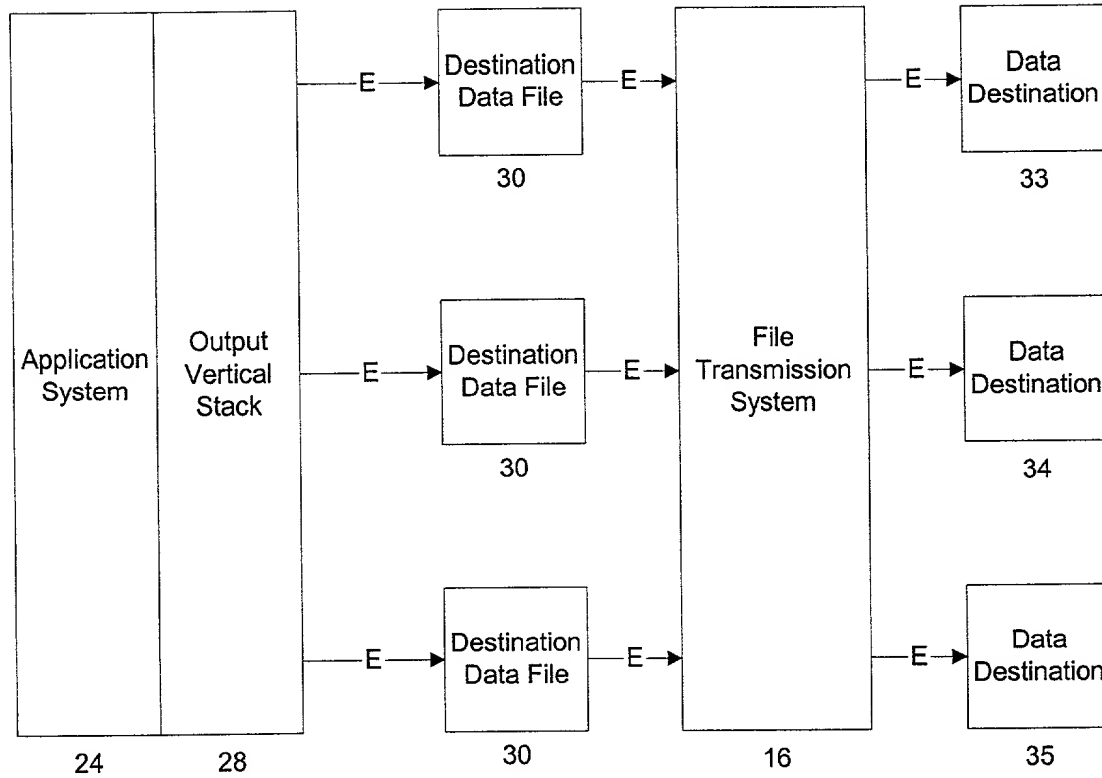 Application
System
24
Output
Vertical
Stack
28
E
Destination
Data File
30
E
E
Destination
Data File
30
E
E
Destination
Data File
30
E
File
Transmission
System
16
E
Data
Destination
33
E
Data
Destination
34
E
Data
Destination
35